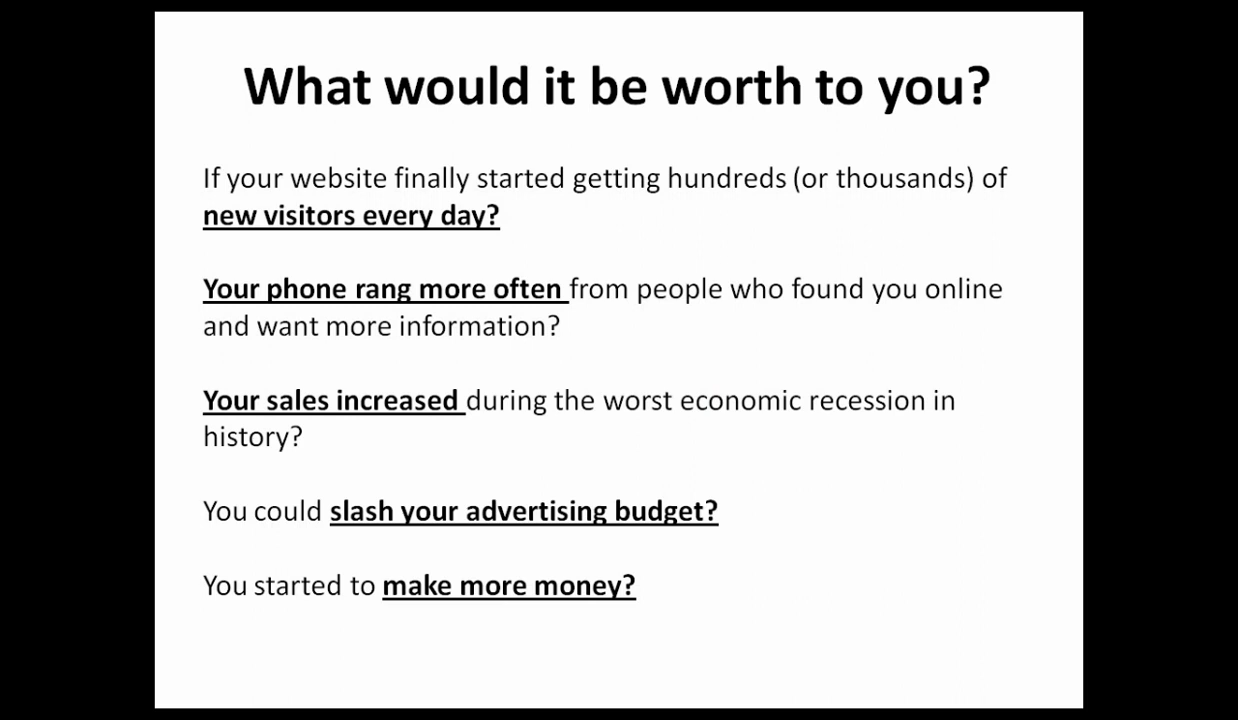 What would it be worth to you?
If your website finally started getting hundreds (or thousands) of
new visitors every day?
Your phone rang more often from people who found you online
and want more information?
Your sales increased during the worst economic recession in
history?
You could slash your advertising budget?
You started to make more money?